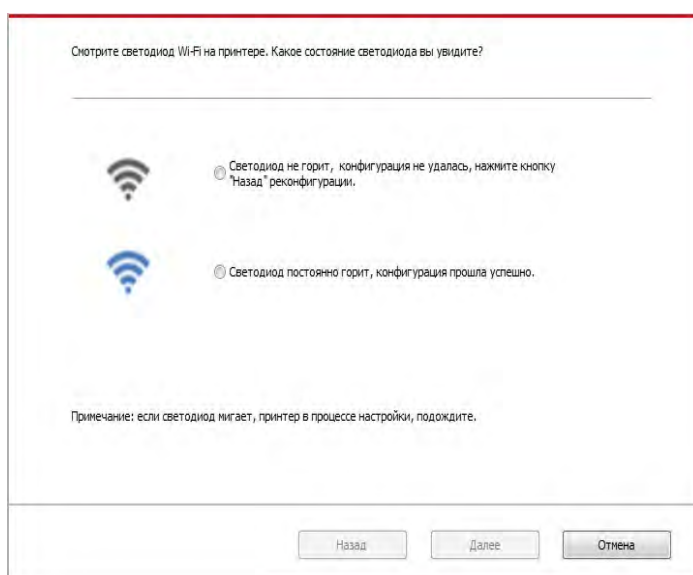 Смотрите светодиод Wi-Fi на принтере. Какое состояние светодиода вы увидите?
Светодиод не горит, конфигурация не удалась, нажмите кнопку
"Назад" реконфигурации.
Светодиод постоянно горит, конфигурация прошла успешно.
Примечание: если светодиод мигает, принтер в процессе настройки, подождите.
Назад Далее Отмена